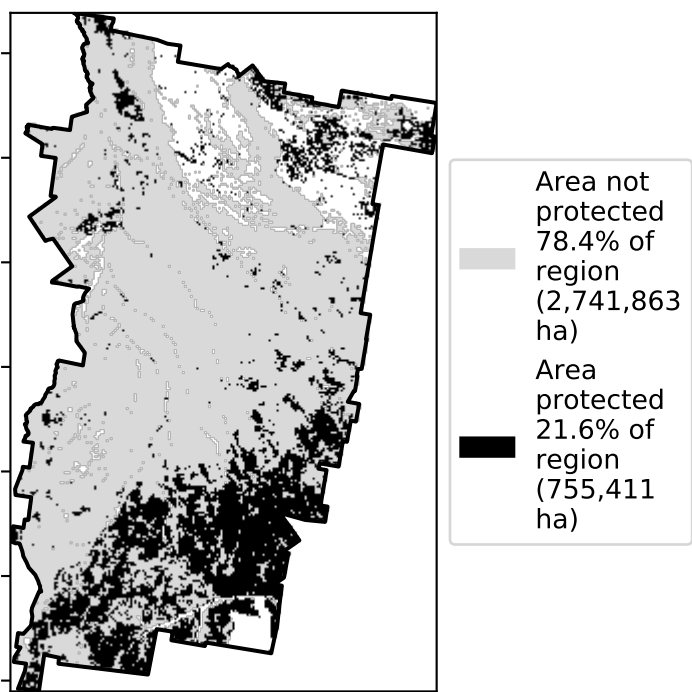 Area not
protected
78.4% of
region
(2,741,863
ha)
Area
protected
21.6% of
region
(755,411
ha)